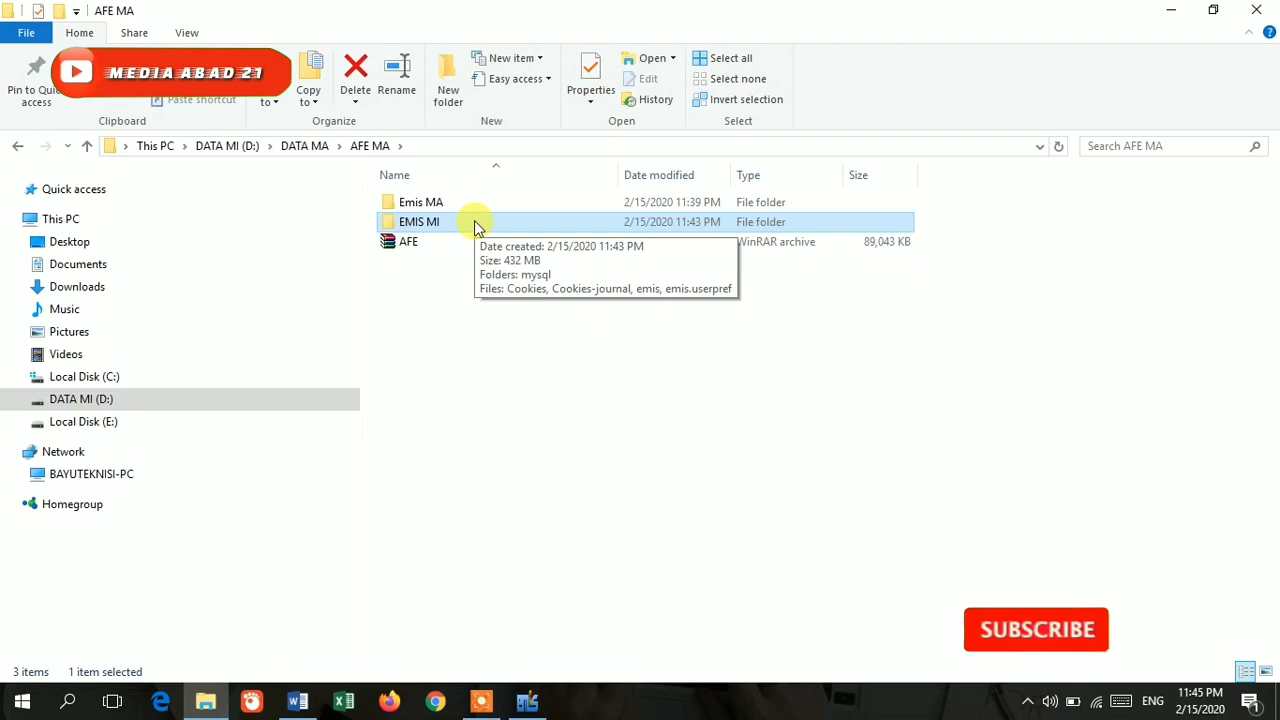 AFE MA
File Home Share View
MEDIA ABAD 21
Pin to Quick access
Paste shortcut
to
Copy to
Delete
Rename
New folder
New item
Easy access
Properties
Open
Edit
History
Select all
Select none
Invert selection
Clipboard Organize New Open Select
This PC DATA MI (D:) DATA MA AFE MA
Search AFE MA
Quick access
This PC
Desktop
Documents
Downloads
Music
Pictures
Videos
Local Disk (C:)
DATA MI (D:)
Local Disk (E:)
Network
BAYUTEKNISI-PC
Homegroup
Name Date modified Type Size
Emis MA 2/15/2020 11:39 PM File folder
EMIS MI 2/15/2020 11:43 PM File folder
AFE WinRAR archive 89,043 KB
Date created: 2/15/2020 11:43 PM
Size: 432 MB
Folders: mysql
Files: Cookies, Cookies-journal, emis, emis.userpref
SUBSCRIBE
3 items 1 item selected
ENG
11:45 PM
2/15/2020
1